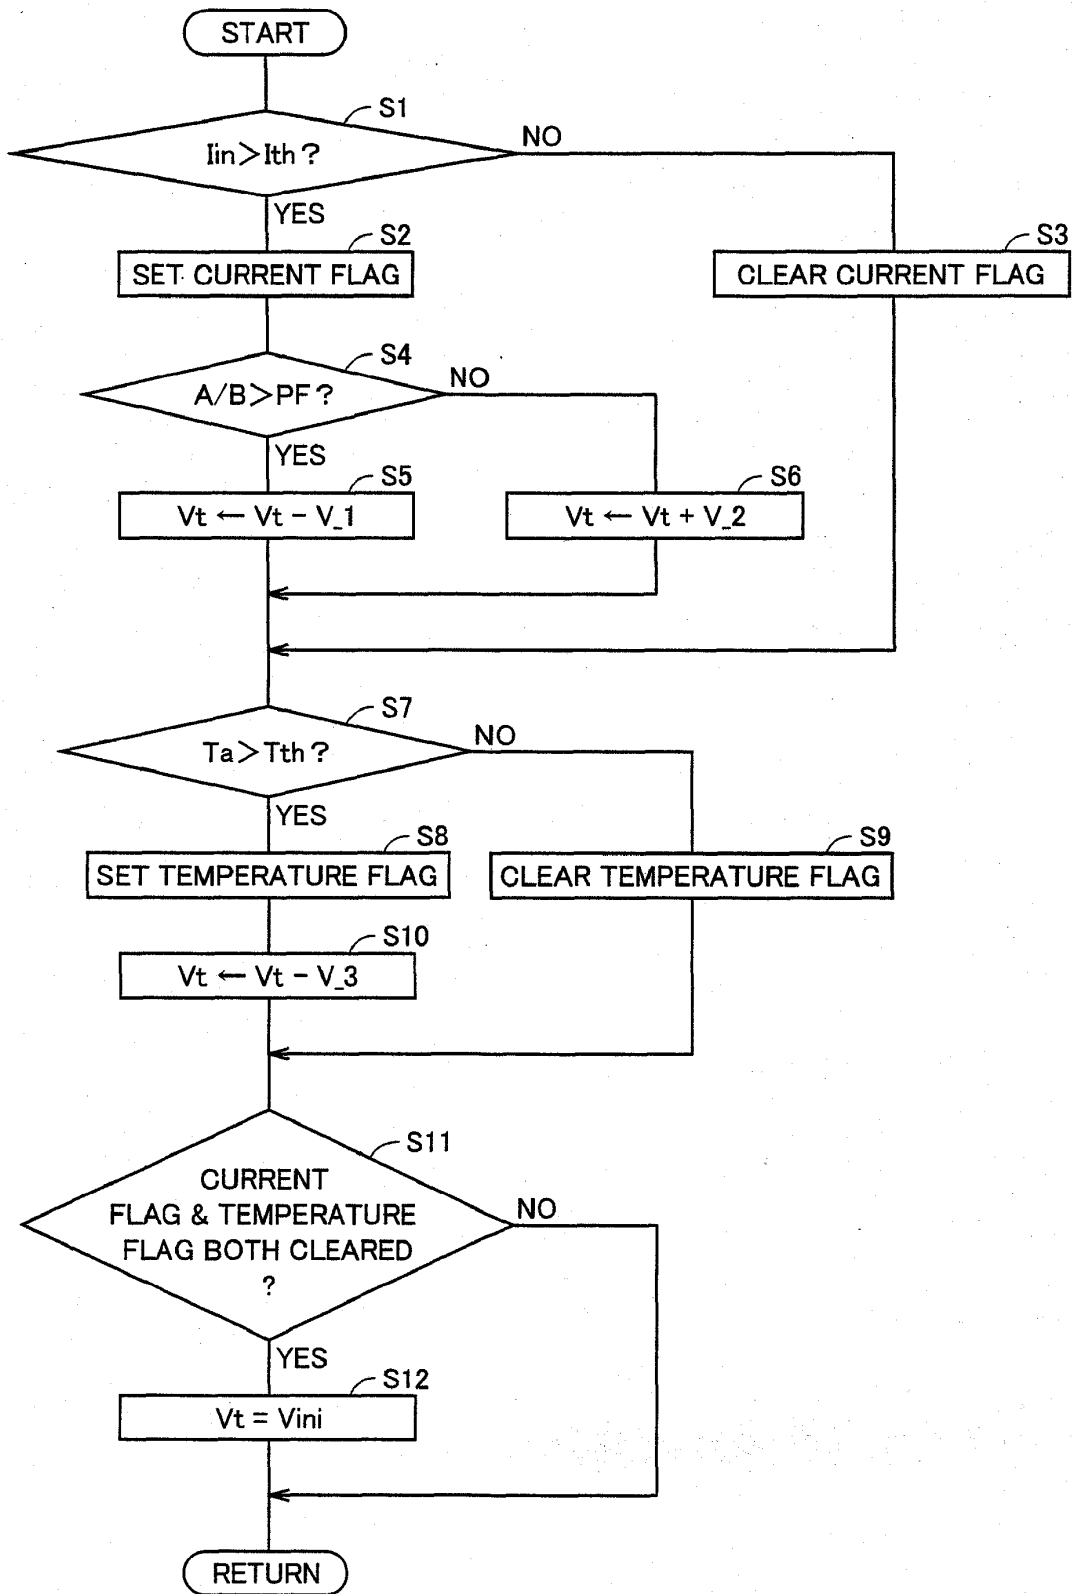 START
S1
Iin>Ith?
NO
YES
S2
SET CURRENT FLAG
S3
CLEAR CURRENT FLAG
S4
A/B>PF?
NO
YES
S5
Vt ← Vt - V_1
S6
Vt ← Vt + V_2
S7
Ta>Tth?
NO
YES
S8
SET TEMPERATURE FLAG
S9
CLEAR TEMPERATURE FLAG
S10
Vt ← Vt - V_3
S11
CURRENT
FLAG & TEMPERATURE
FLAG BOTH CLEARED
?
NO
YES
S12
Vt = Vini
RETURN